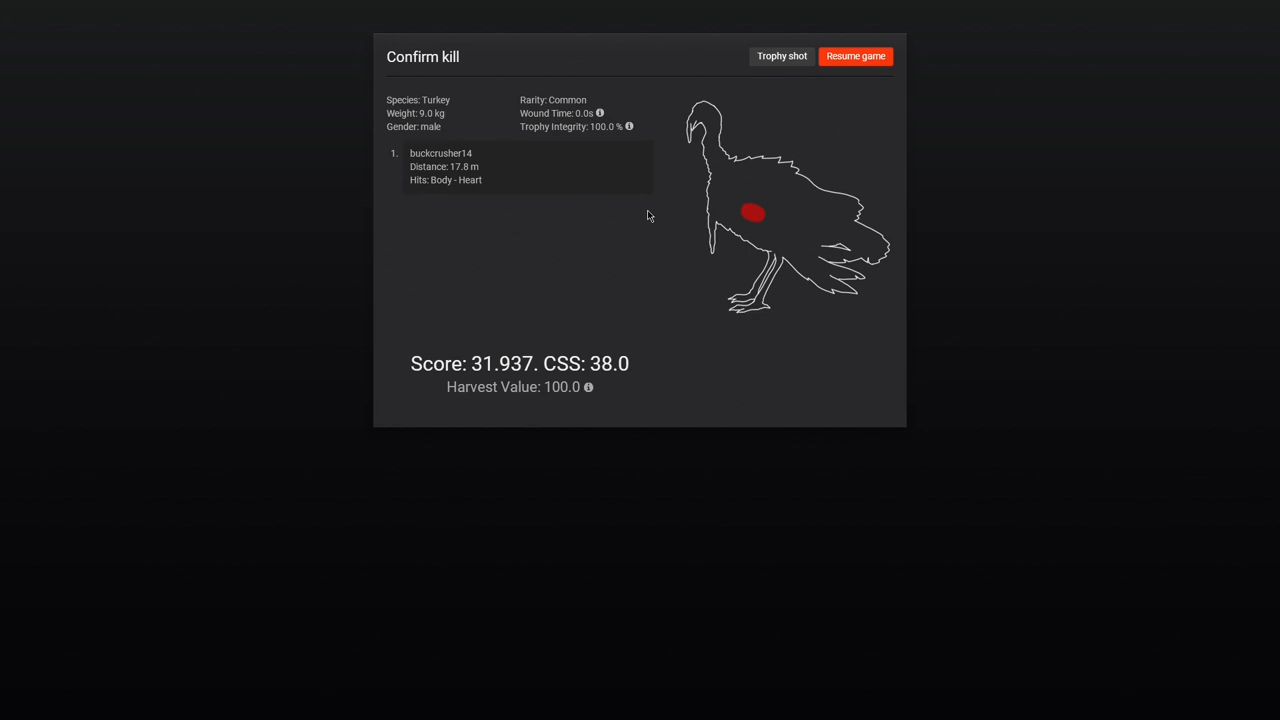 Confirm kill
Trophy shot
Resume game
Species: Turkey
Rarity: Common
Weight: 9.0 kg
Wound Time: 0.0s
Gender: male
Trophy Integrity: 100.0 %
1. buckcrusher14
Distance: 17.8 m
Hits: Body - Heart
Score: 31.937. CSS: 38.0
Harvest Value: 100.0